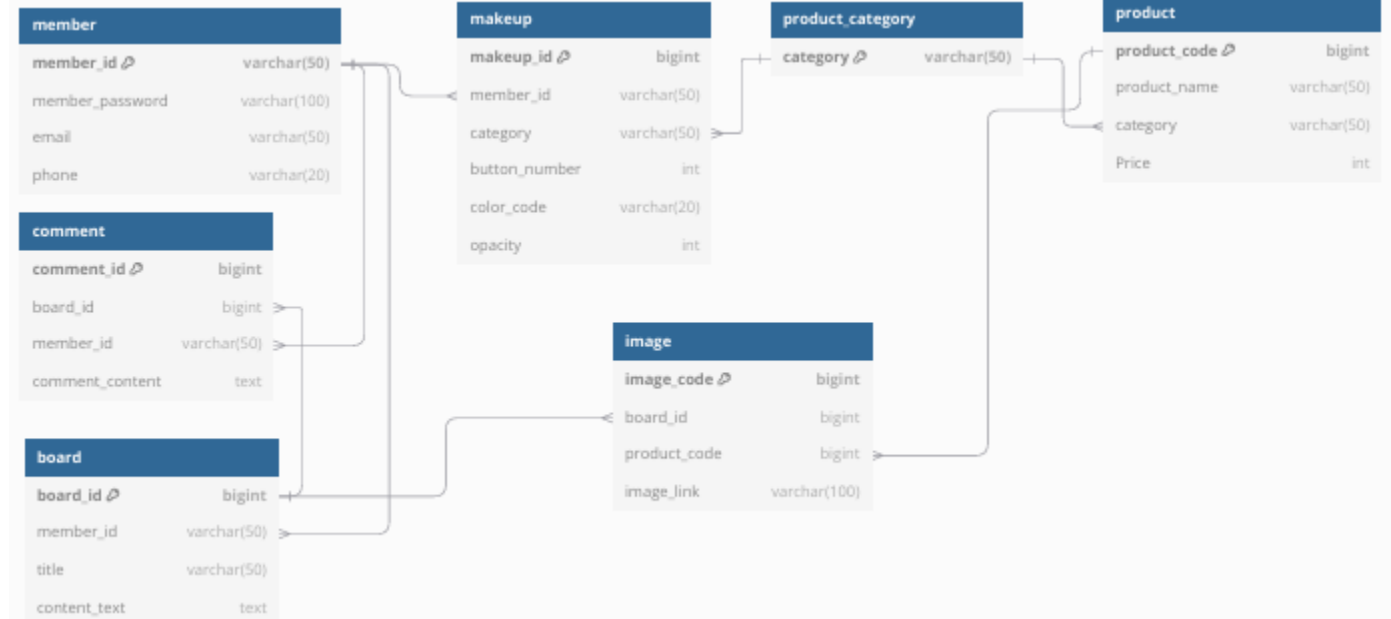 member
member_id varchar(50)
member_password varchar(100)
email varchar(50)
phone varchar(20)
comment
comment_id bigint
board_id bigint
member_id varchar(50)
comment_content text
board
board_id bigint
member_id varchar(50)
title varchar(50)
content_text text
makeup
makeup_id bigint
member_id varchar(50)
category varchar(50)
button_number int
color_code varchar(20)
opacity int
product_category
category varchar(50)
image
image_code bigint
board_id bigint
product_code bigint
image_link varchar(100)
product
product_code bigint
product_name varchar(50)
category varchar(50)
Price int